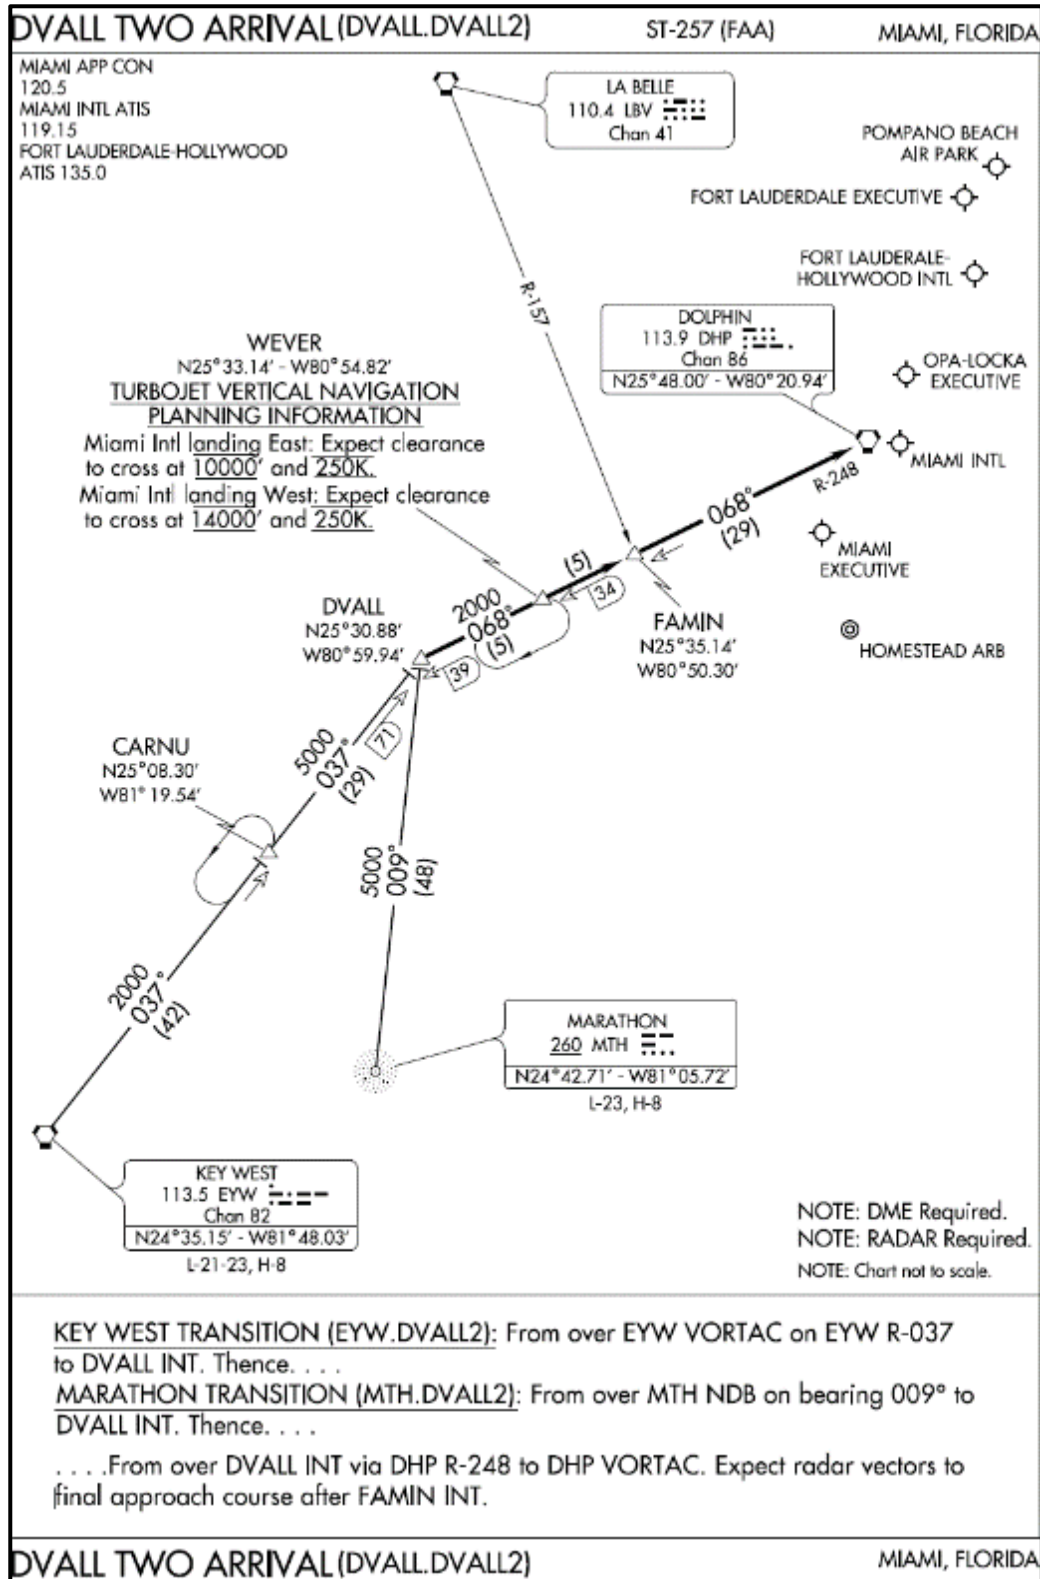 DVALL TWO ARRIVAL (DVALL.DVALL2)
ST-257 (FAA)
MIAMI, FLORIDA
MIAMI APP CON
120.5
MIAMI INTL ATIS
119.15
FORT LAUDERDALE-HOLLYWOOD
ATIS 135.0
LA BELLE
110.4 LBV
Chan 41
POMPANO BEACH
AIR PARK
FORT LAUDERDALE EXECUTIVE
FORT LAUDERALE-
HOLLYWOOD INTL
R-157
DOLPHIN
113.9 DHP
Chan 86
N25°48.00' - W80°20.94'
OPA-LOCKA
EXECUTIVE
WEVER
N25°33.14' - W80°54.82'
TURBOJET VERTICAL NAVIGATION
PLANNING INFORMATION
Miami Intl landing East: Expect clearance
to cross at 10000' and 250K.
Miami Intl landing West: Expect clearance
to cross at 14000' and 250K.
MIAMI INTL
R-248
068°
(29)
MIAMI
EXECUTIVE
(5)
34
DVALL
N25°30.88'
W80°59.94'
2000
068°
(5)
39
FAMIN
N25°35.14'
W80°50.30'
HOMESTEAD ARB
71
CARNU
N25°08.30'
W81°19.54'
5000
037°
(29)
5000
009°
(48)
2000
037°
(42)
MARATHON
260 MTH
N24°42.71' - W81°05.72'
L-23, H-8
KEY WEST
113.5 EYW
Chan 82
N24°35.15' - W81°48.03'
L-21-23, H-8
NOTE: DME Required.
NOTE: RADAR Required.
NOTE: Chart not to scale.
KEY WEST TRANSITION (EYW.DVALL2): From over EYW VORTAC on EYW R-037
to DVALL INT. Thence. . . .
MARATHON TRANSITION (MTH.DVALL2): From over MTH NDB on bearing 009° to
DVALL INT. Thence. . . .
. . . .From over DVALL INT via DHP R-248 to DHP VORTAC. Expect radar vectors to
final approach course after FAMIN INT.
DVALL TWO ARRIVAL (DVALL.DVALL2)
MIAMI, FLORIDA